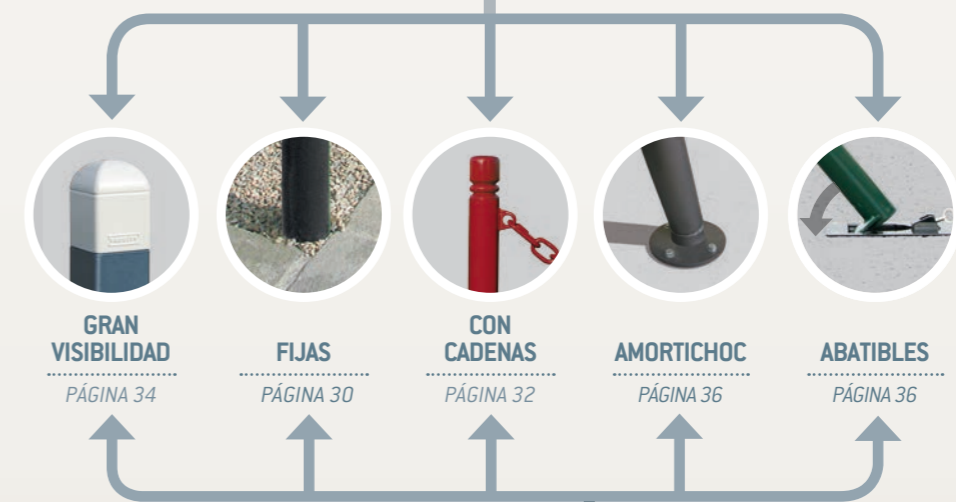 GRAN
VISIBILIDAD
PÁGINA 34
FIJAS
PÁGINA 30
CON
CADENAS
PÁGINA 32
AMORTICHOC
PÁGINA 36
ABATIBLES
PÁGINA 36